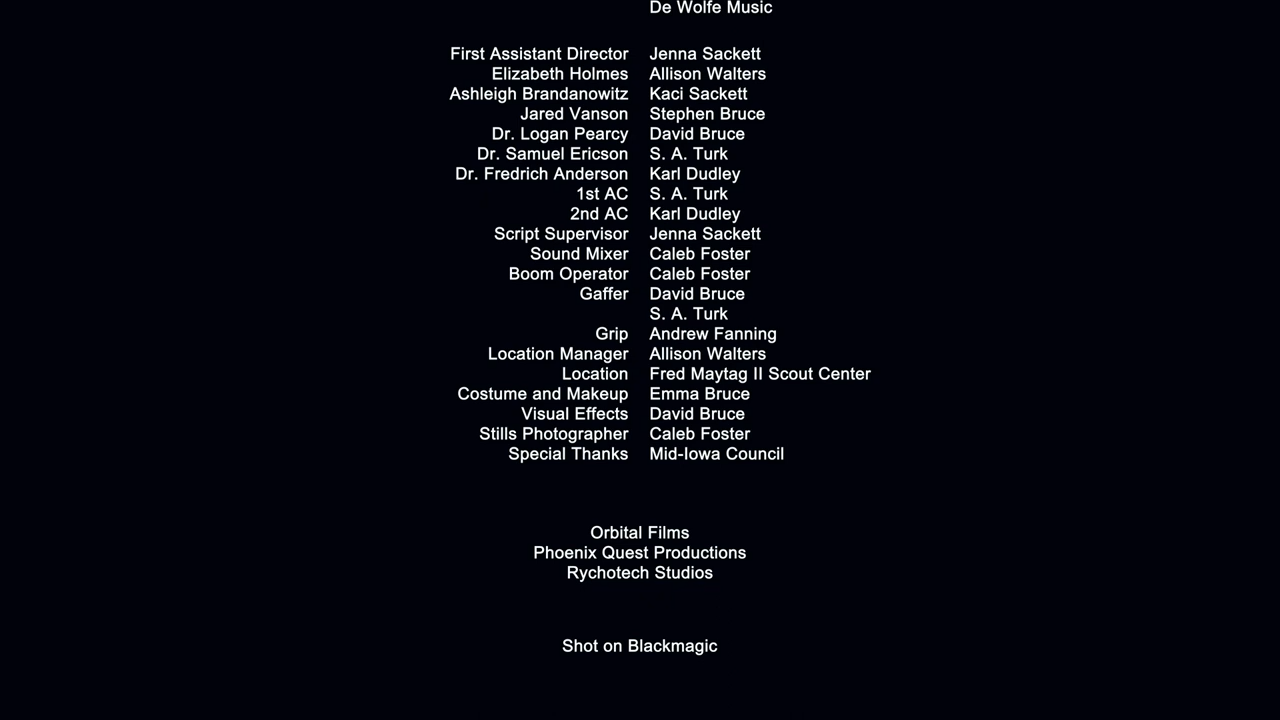 De Wolfe Music
First Assistant Director Jenna Sackett
Elizabeth Holmes Allison Walters
Ashleigh Brandanowitz Kaci Sackett
Jared Vanson Stephen Bruce
Dr. Logan Pearcy David Bruce
Dr. Samuel Ericson S. A. Turk
Dr. Fredrich Anderson Karl Dudley
1st AC S. A. Turk
2nd AC Karl Dudley
Script Supervisor Jenna Sackett
Sound Mixer Caleb Foster
Boom Operator Caleb Foster
Gaffer David Bruce
S. A. Turk
Grip Andrew Fanning
Location Manager Allison Walters
Location Fred Maytag II Scout Center
Costume and Makeup Emma Bruce
Visual Effects David Bruce
Stills Photographer Caleb Foster
Special Thanks Mid-Iowa Council
Orbital Films
Phoenix Quest Productions
Rychotech Studios
Shot on Blackmagic